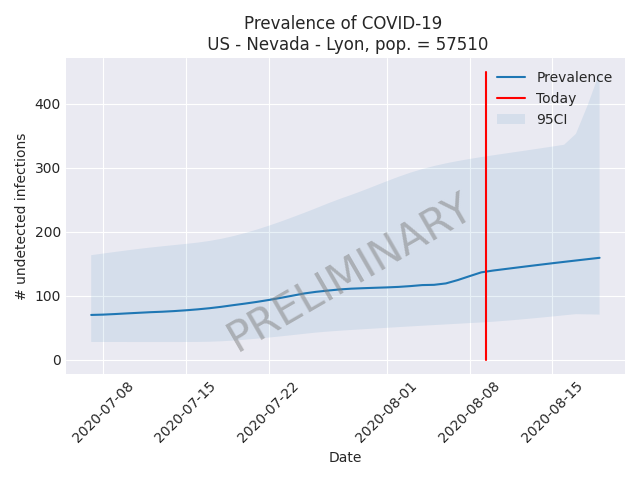 Prevalence of COVID-19
US - Nevada - Lyon, pop. = 57510
Prevalence
Today
95CI
400
300
200
100
0
# undetected infections
PRELIMINARY
2020-07-08
2020-07-15
2020-07-22
2020-08-01
2020-08-08
2020-08-15
Date